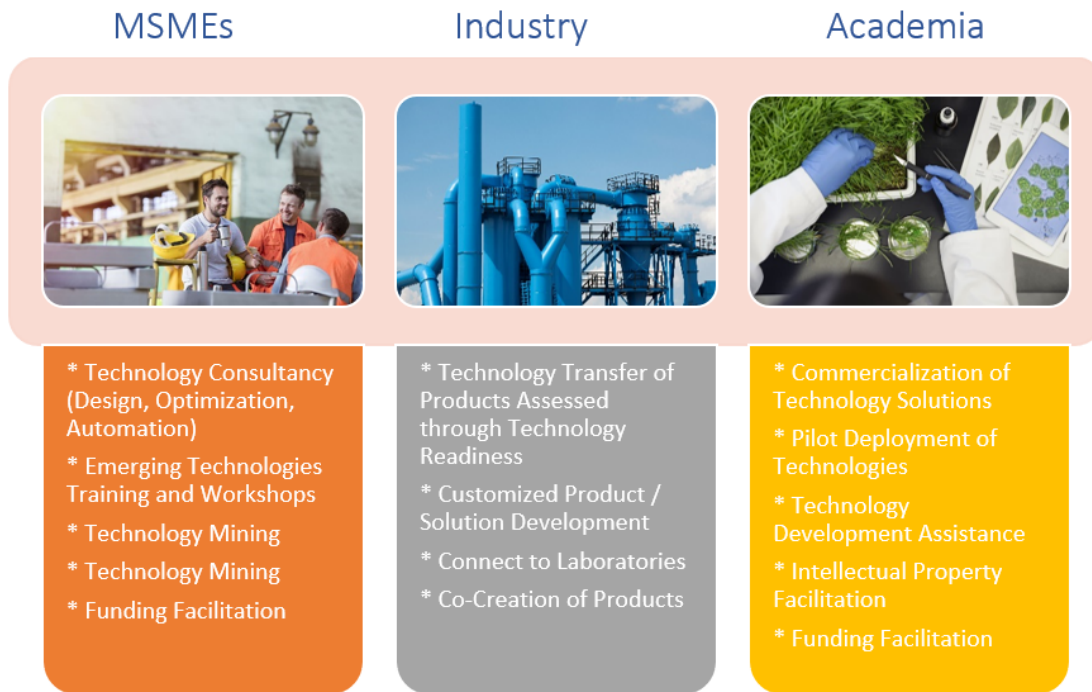 MSMEs
Industry
Academia
* Technology Consultancy
(Design, Optimization,
Automation)
* Emerging Technologies
Training and Workshops
* Technology Mining
* Technology Mining
* Funding Facilitation
* Technology Transfer of
Products Assessed
through Technology
Readiness
* Customized Product /
Solution Development
* Connect to Laboratories
* Co-Creation of Products
* Commercialization of
Technology Solutions
* Pilot Deployment of
Technologies
* Technology
Development Assistance
* Intellectual Property
Facilitation
* Funding Facilitation